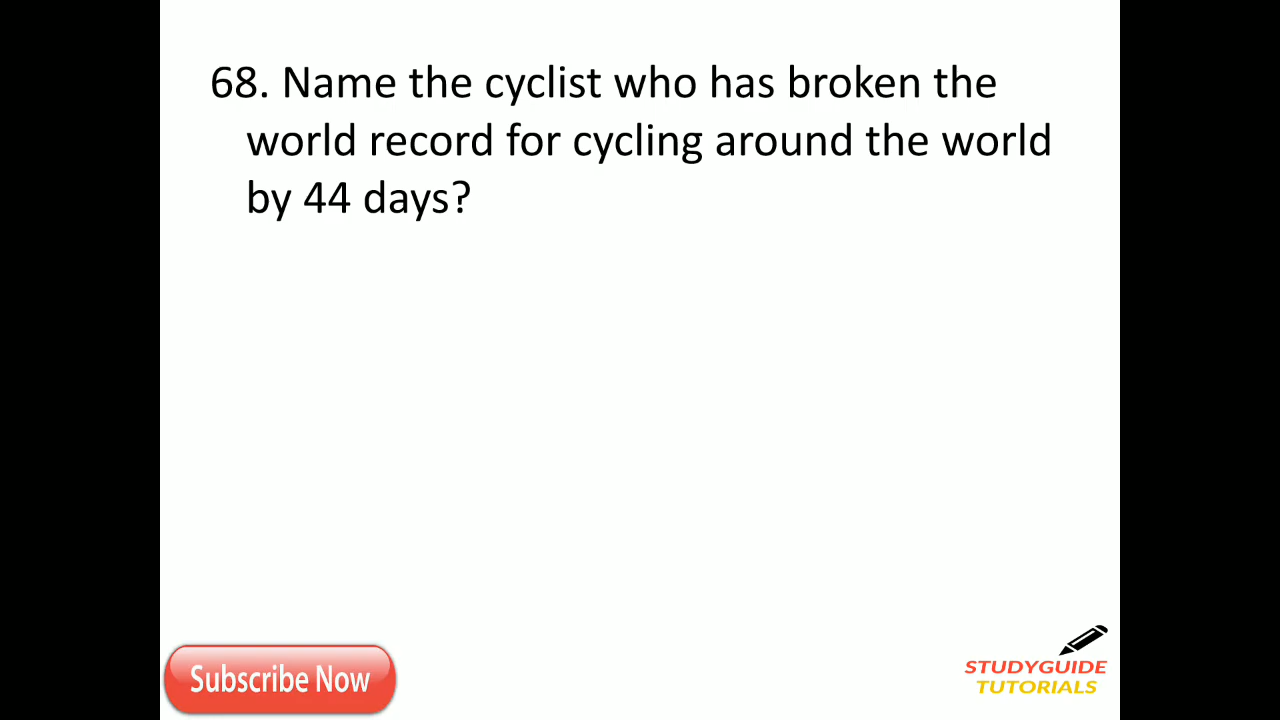 68. Name the cyclist who has broken the
world record for cycling around the world
by 44 days?
Subscribe Now
STUDYGUIDE
TUTORIALS